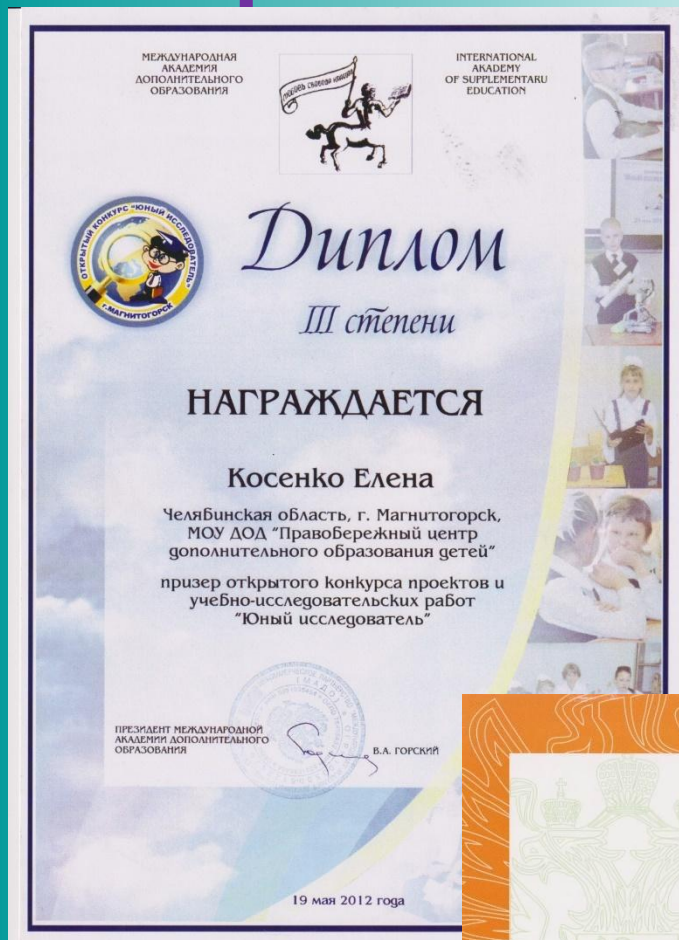 МЕЖДУНАРОДНАЯ
АКАДЕМИЯ
ДОПОЛНИТЕЛЬНОГО
ОБРАЗОВАНИЯ
INTERNATIONAL
AKADEMY
OF SUPPLEMENTARU
EDUCATION
ОТКРЫТЫЙ КОНКУРС "ЮНЫЙ ИССЛЕДОВАТЕЛЬ"
г.МАГНИТОГОРСК
Диплом
III степени
НАГРАЖДАЕТСЯ
Косенко Елена
Челябинская область, г. Магнитогорск,
МОУ ДОД "Правобережный центр
дополнительного образования детей"
призер открытого конкурса проектов и
учебно-исследовательских работ
"Юный исследователь"
ПРЕЗИДЕНТ МЕЖДУНАРОДНОЙ
АКАДЕМИИ ДОПОЛНИТЕЛЬНОГО
ОБРАЗОВАНИЯ
В.А. ГОРСКИЙ
19 мая 2012 года